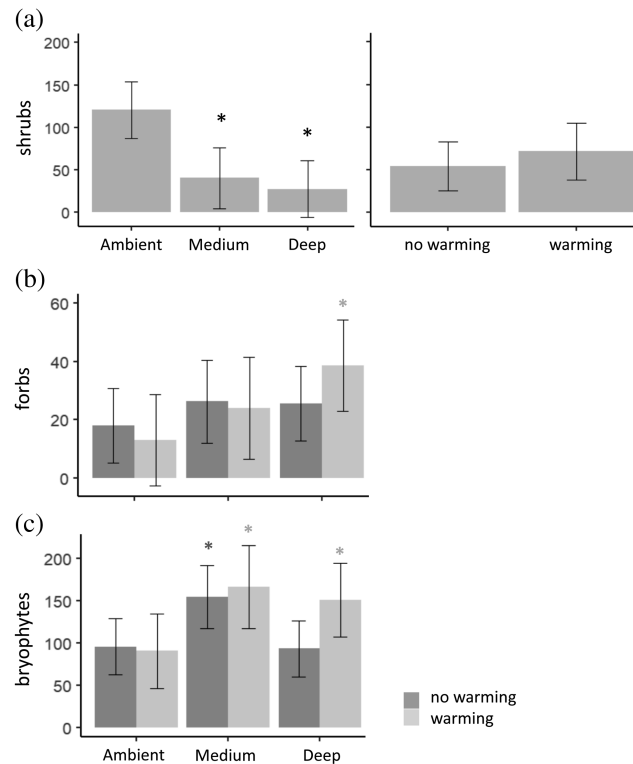 (a)
200
150
100
50
0
shrubs
*
*
Ambient Medium Deep
no warming warming
(b)
60
40
20
0
forbs
*
(c)
200
150
100
50
0
bryophytes
*
*
*
Ambient Medium Deep
no warming
warming